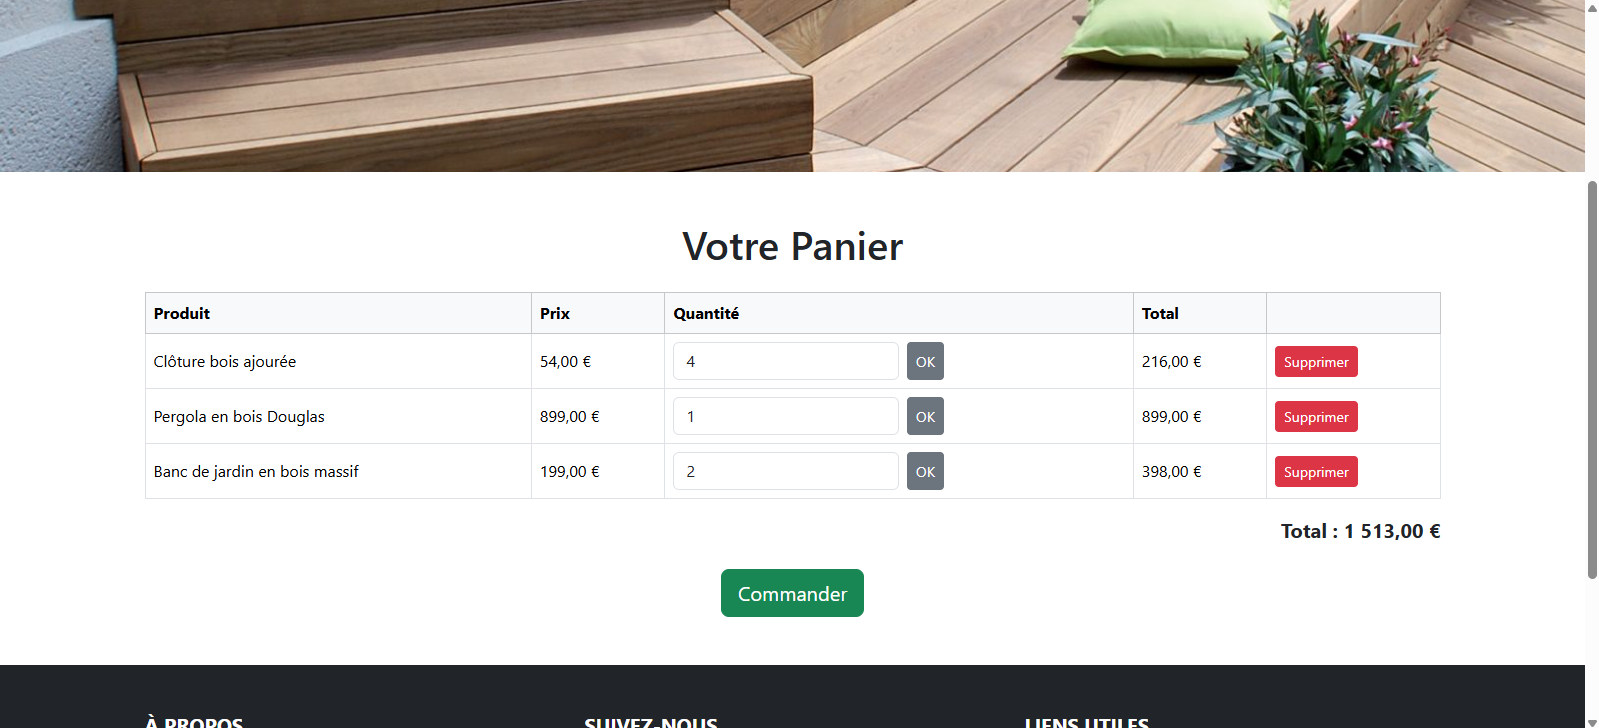 Votre Panier
Produit Prix Quantité Total
Clôture bois ajourée 54,00 € 4 OK 216,00 € Supprimer
Pergola en bois Douglas 899,00 € 1 OK 899,00 € Supprimer
Banc de jardin en bois massif 199,00 € 2 OK 398,00 € Supprimer
Total : 1 513,00 €
Commander
À PROPOS SUIVEZ-NOUS LIENS UTILES